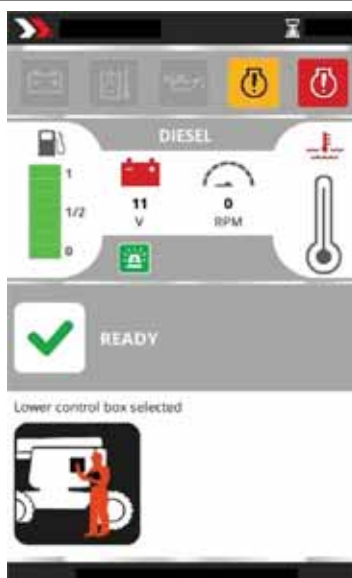 DIESEL
1
1/2
0
11
V
0
RPM
READY
Lower control box selected